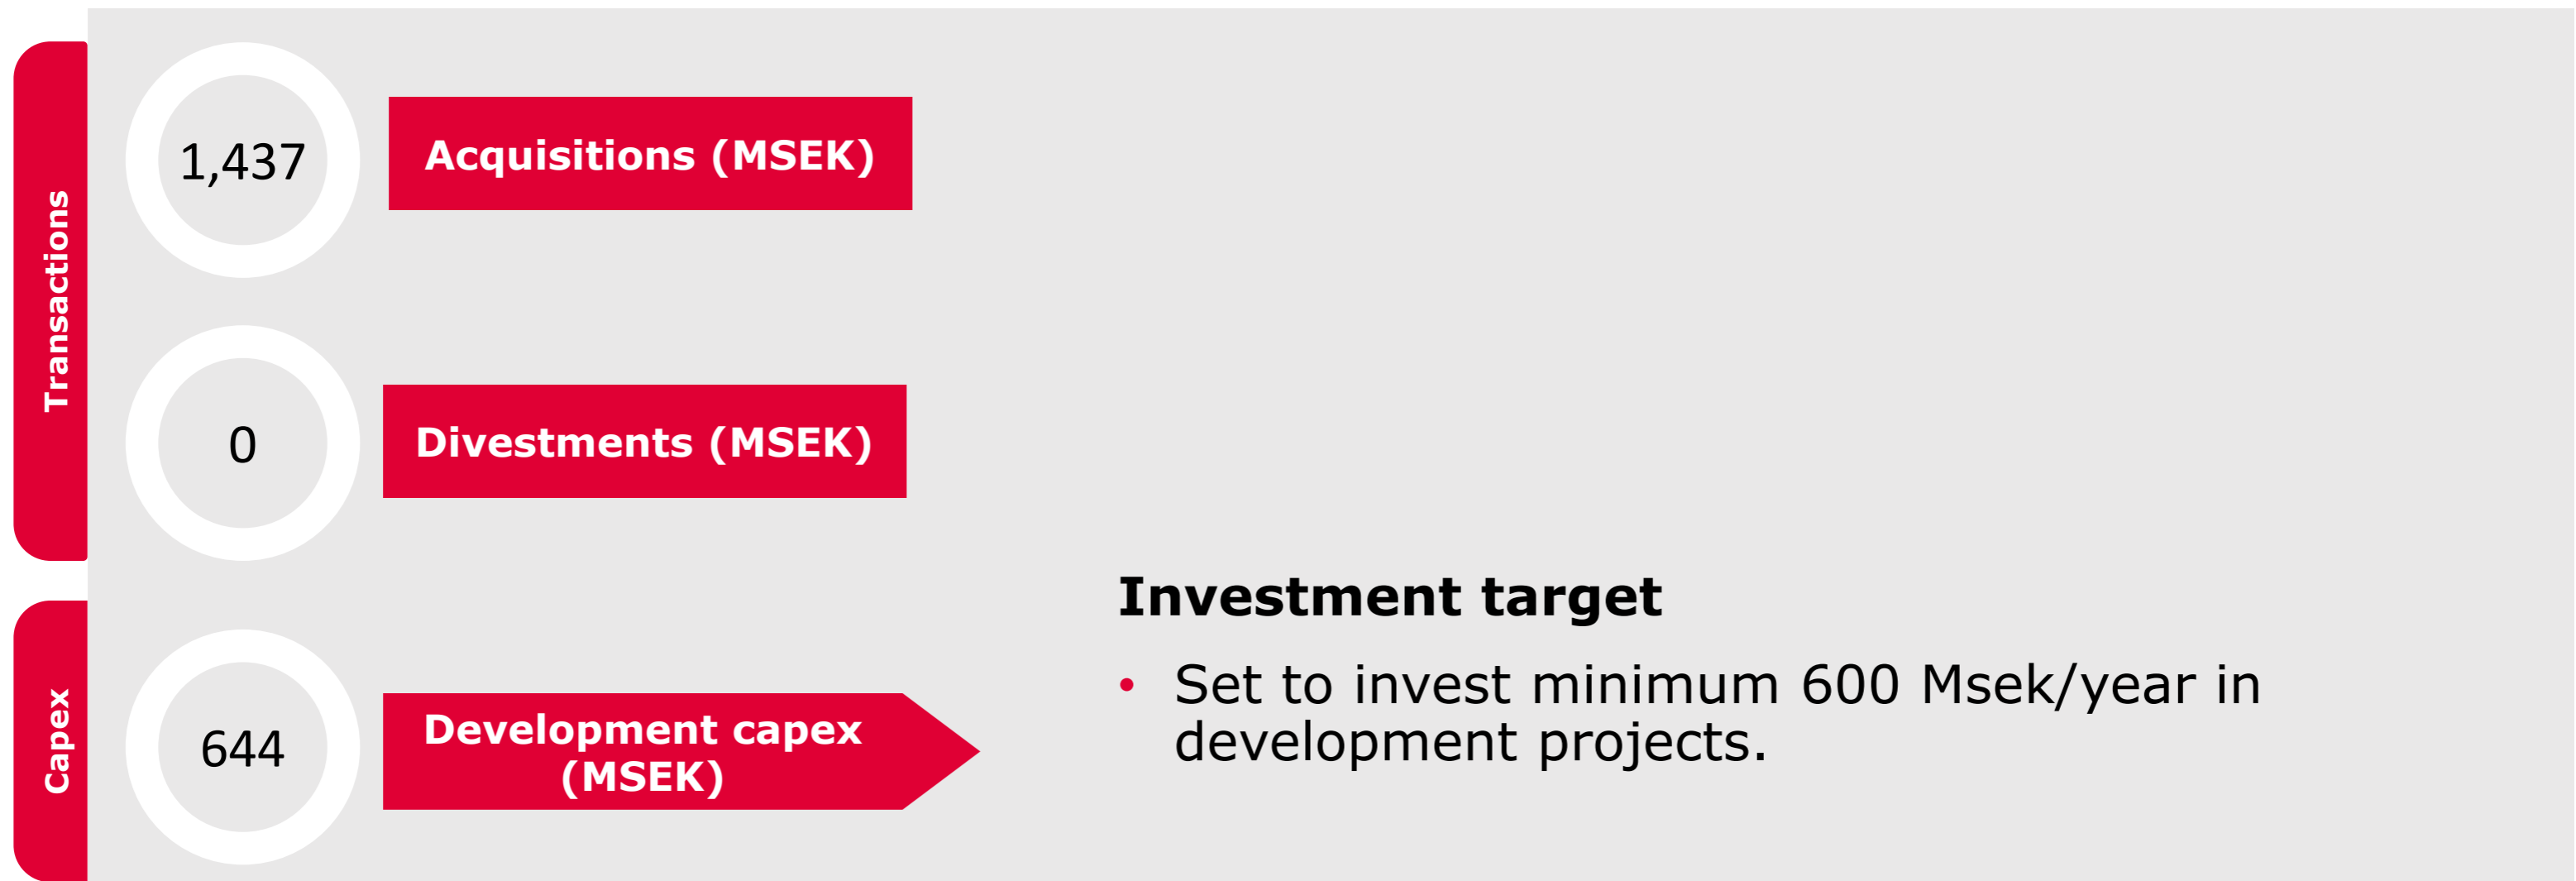 Transactions
1,437
Acquisitions (MSEK)
0
Divestments (MSEK)
Capex
644
Development capex
(MSEK)
Investment target
• Set to invest minimum 600 Msek/year in
development projects.